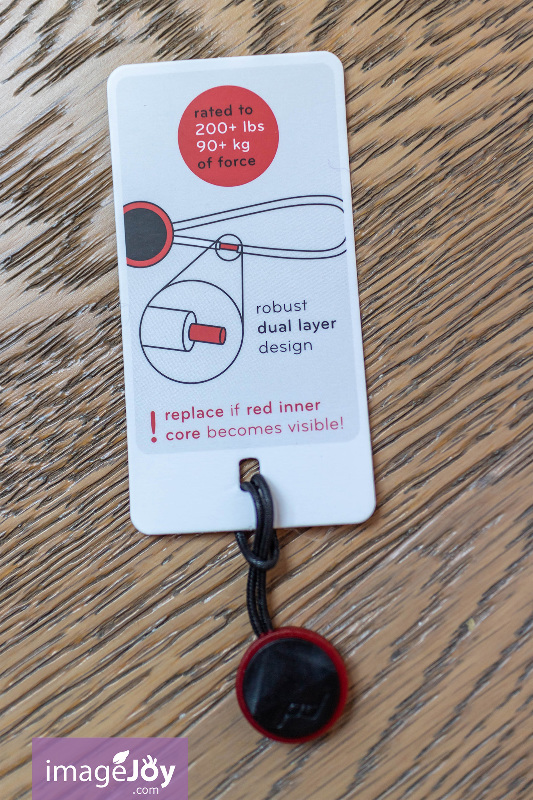 rated to
200+ lbs
90+ kg
of force
robust
dual layer
design
! replace if red inner
core becomes visible!
pd
imageJoy
.com